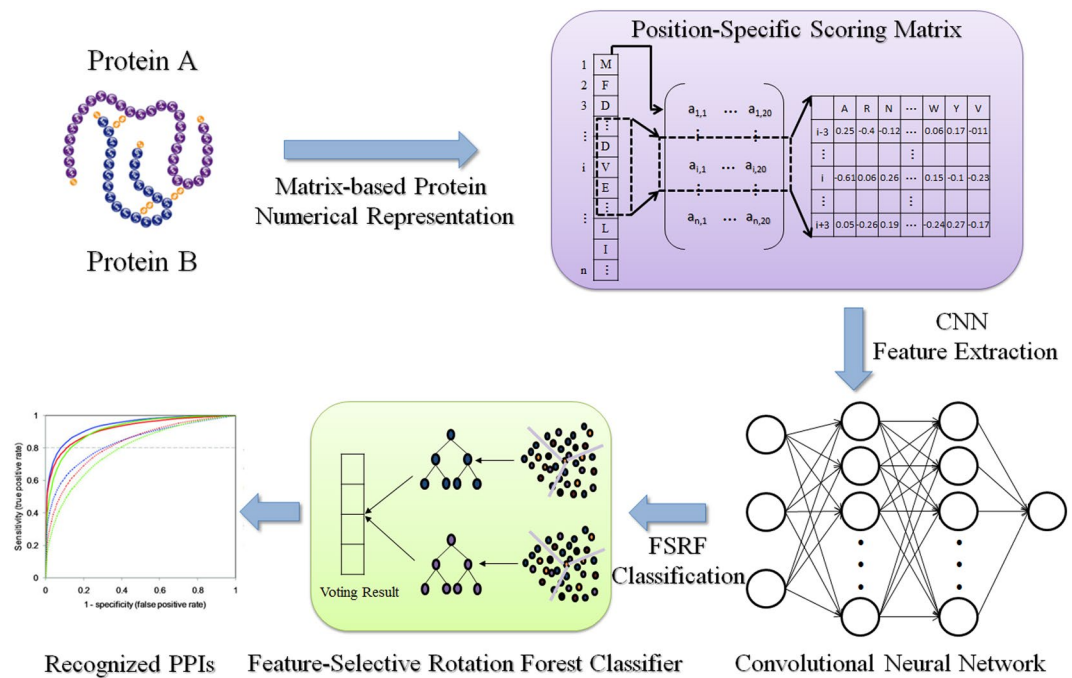 Protein A
Protein B
Matrix-based Protein
Numerical Representation
Position-Specific Scoring Matrix
1 M
2 F
3 D
⋮ ⋮
D
i V
E
⋮ ⋮
L
I
n ⋮
a1,1 ... a1,20
⋮ ⋮
ai,1 ... ai,20
⋮ ⋮
an,1 ... an,20
A R N ... W Y V
i-3 0.25 -0.4 -0.12 ... 0.06 0.17 -011
⋮ ⋮
i -0.61 0.06 0.26 ... 0.15 -0.1 -0.23
⋮ ⋮
i+3 0.05 -0.26 0.19 ... -0.24 0.27 -0.17
CNN
Feature Extraction
Convolutional Neural Network
FSRF
Classification
Voting Result
Feature-Selective Rotation Forest Classifier
Sensitivity (true positive rate)
1
0.8
0.6
0.4
0.2
0
0 0.2 0.4 0.6 0.8 1
1 - specificity (false positive rate)
Recognized PPIs